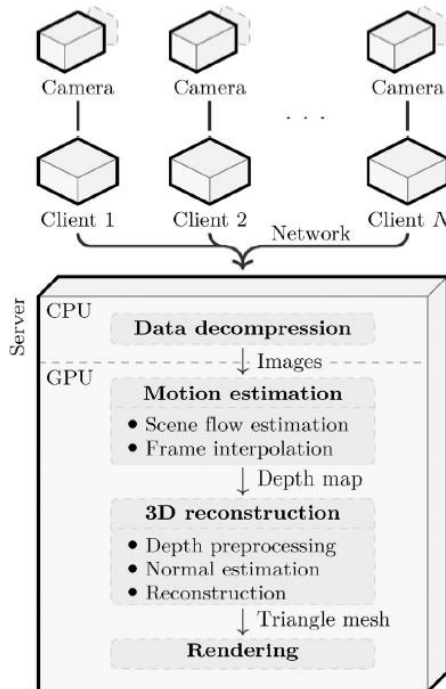 Camera Camera Camera
. . .
Client 1 Client 2 Client N
Network
Server
CPU
Data decompression
Images
GPU
Motion estimation
• Scene flow estimation
• Frame interpolation
Depth map
3D reconstruction
• Depth preprocessing
• Normal estimation
• Reconstruction
Triangle mesh
Rendering